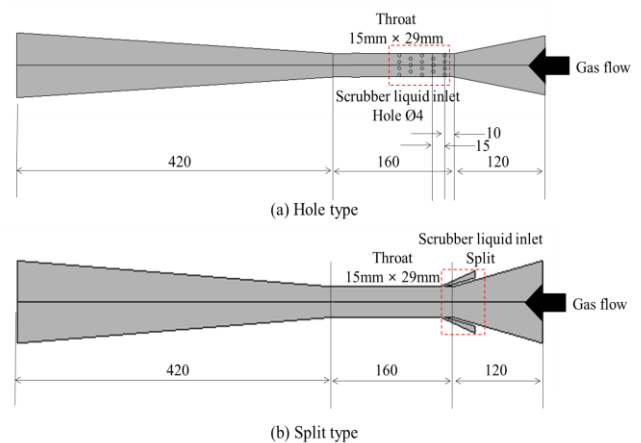 Throat
15mm × 29mm
Gas flow
Scrubber liquid inlet
Hole Ø4
10
15
420
160
120
(a) Hole type
Scrubber liquid inlet
Throat
Split
15mm × 29mm
Gas flow
420
160
120
(b) Split type